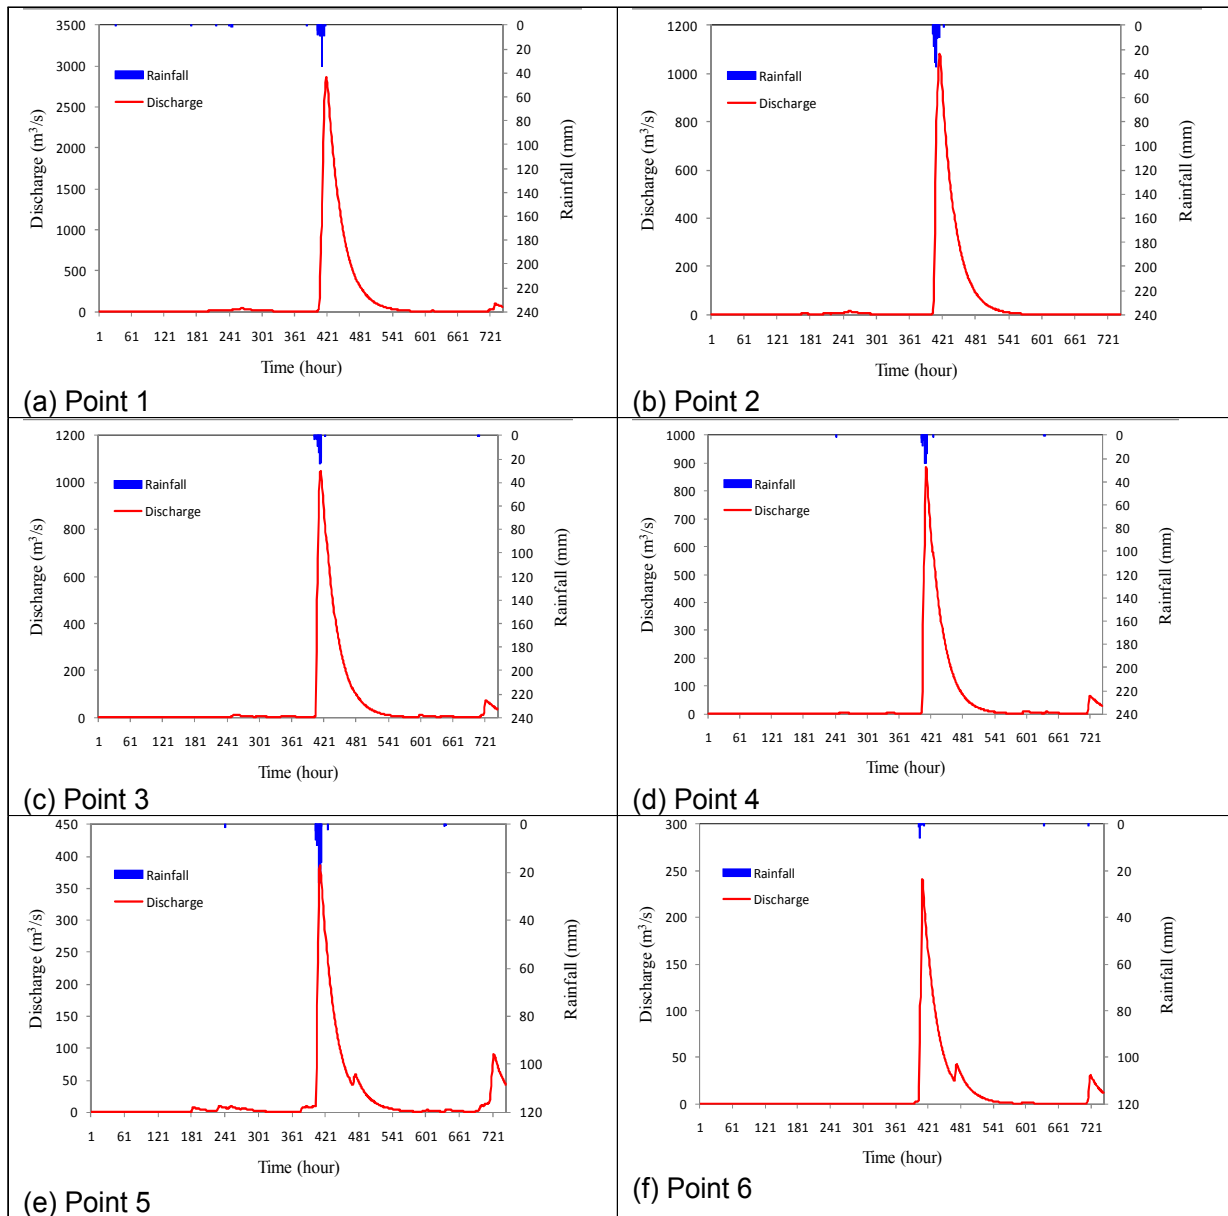 3500
3000
2500
2000
1500
1000
500
0
Discharge (m³/s)
Rainfall
Discharge
0
20
40
60
80
100
120
140
160
180
200
220
240
Rainfall (mm)
1 61 121 181 241 301 361 421 481 541 601 661 721
Time (hour)
(a) Point 1
1200
1000
800
600
400
200
0
Discharge (m³/s)
Rainfall
Discharge
0
20
40
60
80
100
120
140
160
180
200
220
240
Rainfall (mm)
1 61 121 181 241 301 361 421 481 541 601 661 721
Time (hour)
(b) Point 2
1200
1000
800
600
400
200
0
Discharge (m³/s)
Rainfall
Discharge
0
20
40
60
80
100
120
140
160
180
200
220
240
Rainfall (mm)
1 61 121 181 241 301 361 421 481 541 601 661 721
Time (hour)
(c) Point 3
1000
900
800
700
600
500
400
300
200
100
0
Discharge (m³/s)
Rainfall
Discharge
0
20
40
60
80
100
120
140
160
180
200
220
240
Rainfall (mm)
1 61 121 181 241 301 361 421 481 541 601 661 721
Time (hour)
(d) Point 4
450
400
350
300
250
200
150
100
50
0
Discharge (m³/s)
Rainfall
Discharge
0
20
40
60
80
100
120
Rainfall (mm)
1 61 121 181 241 301 361 421 481 541 601 661 721
Time (hour)
(e) Point 5
300
250
200
150
100
50
0
Discharge (m³/s)
Rainfall
Discharge
0
20
40
60
80
100
120
Rainfall (mm)
1 61 121 181 241 301 361 421 481 541 601 661 721
Time (hour)
(f) Point 6